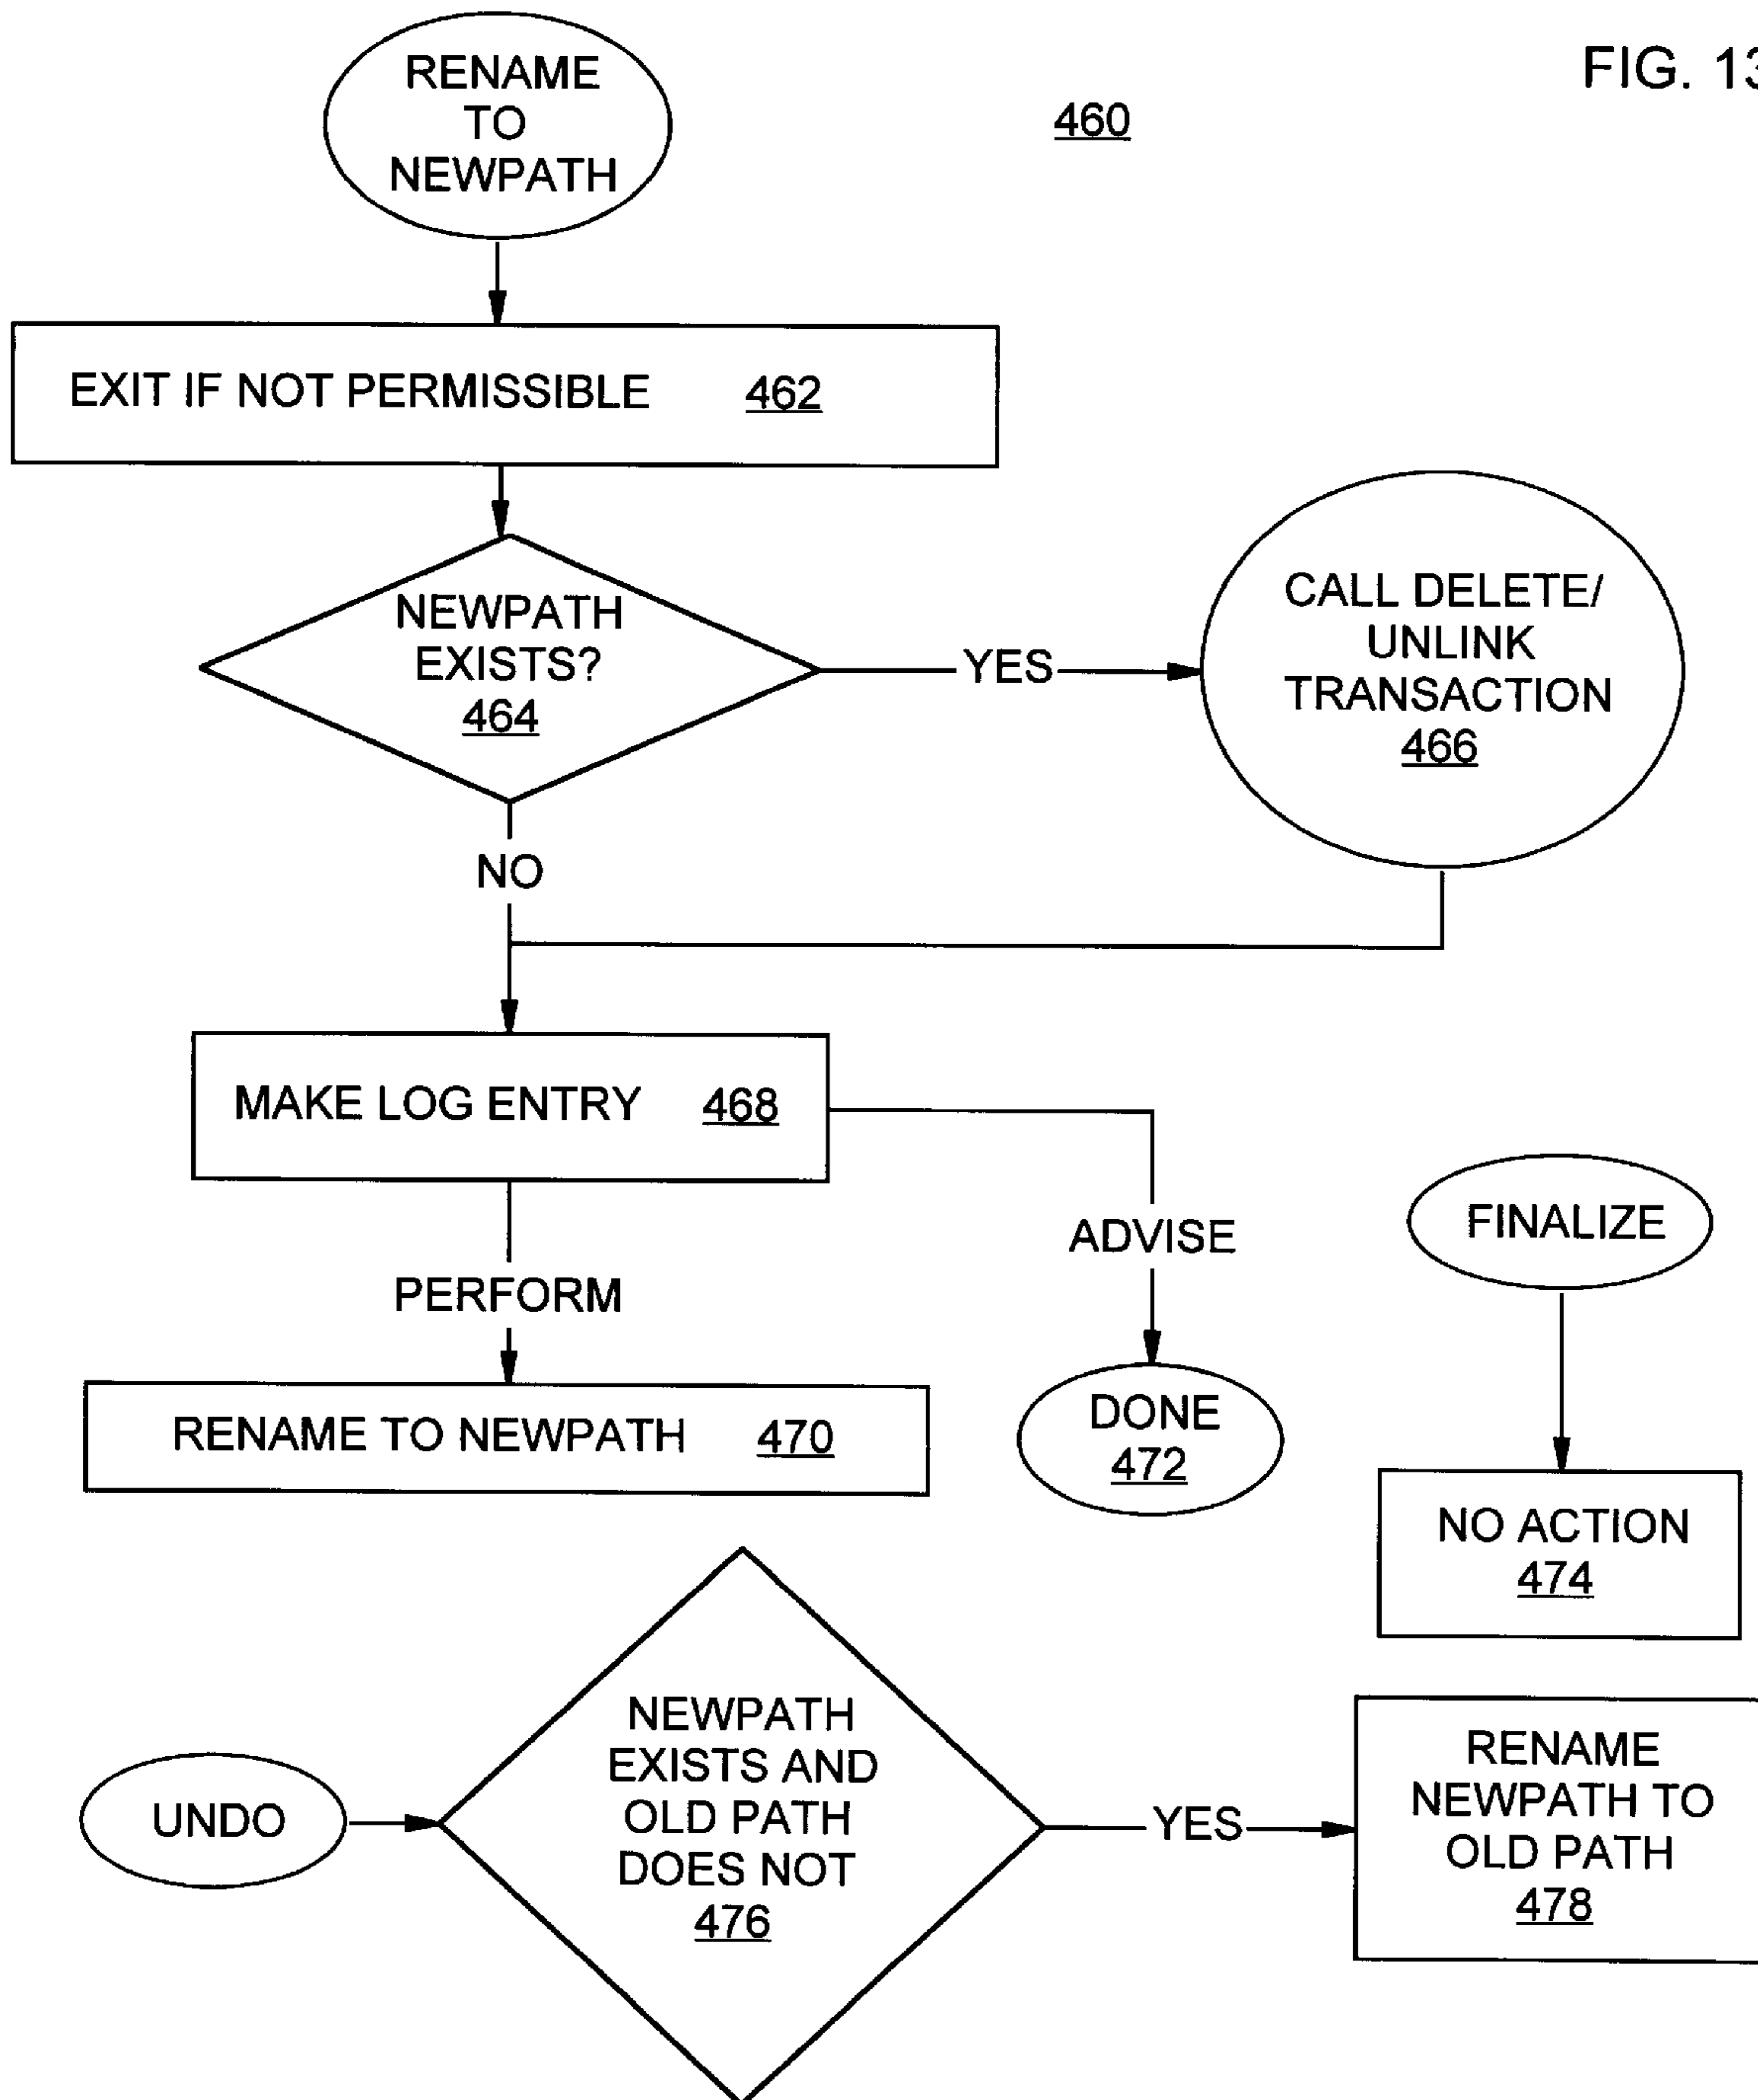 FIG. 13
RENAME
TO
NEWPATH
460
EXIT IF NOT PERMISSIBLE 462
NEWPATH
EXISTS?
464
YES
CALL DELETE/
UNLINK
TRANSACTION
466
NO
MAKE LOG ENTRY 468
ADVISE
PERFORM
FINALIZE
RENAME TO NEWPATH 470
DONE
472
NO ACTION
474
UNDO
NEWPATH
EXISTS AND
OLD PATH
DOES NOT
476
YES
RENAME
NEWPATH TO
OLD PATH
478